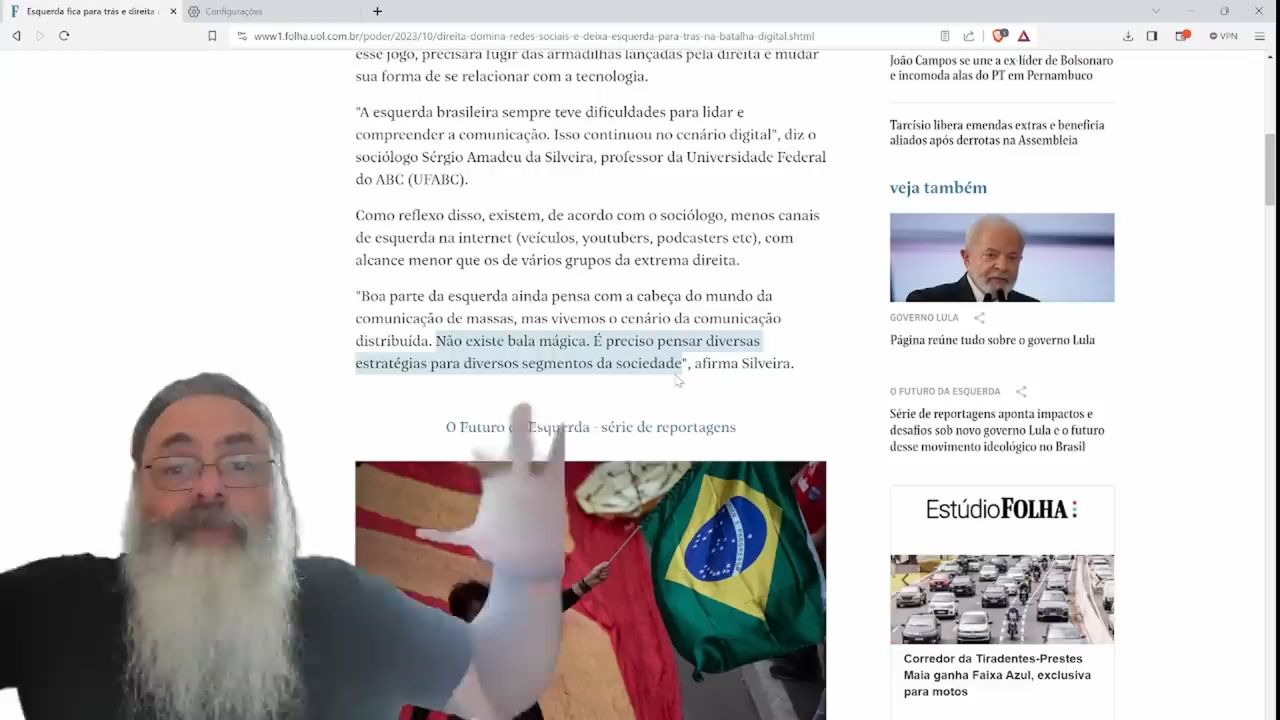 Esquerda fica para trás e direita
Configurações
www1.folha.uol.com.br/poder/2023/10/direita-domina-redes-sociais-e-deixa-esquerda-para-tras-na-batalha-digital.shtml
VPN
esse jogo, precisará fugir das armadilhas lançadas pela direita e mudar
sua forma de se relacionar com a tecnologia.
"A esquerda brasileira sempre teve dificuldades para lidar e
compreender a comunicação. Isso continuou no cenário digital", diz o
sociólogo Sérgio Amadeu da Silveira, professor da Universidade Federal
do ABC (UFABC).
Como reflexo disso, existem, de acordo com o sociólogo, menos canais
de esquerda na internet (veículos, youtubers, podcasters etc), com
alcance menor que os de vários grupos da extrema direita.
"Boa parte da esquerda ainda pensa com a cabeça do mundo da
comunicação de massas, mas vivemos o cenário da comunicação
distribuída. Não existe bala mágica. É preciso pensar diversas
estratégias para diversos segmentos da sociedade", afirma Silveira.
O Futuro Esquerda - série de reportagens
João Campos se une a ex-líder de Bolsonaro
e incomoda alas do PT em Pernambuco
Tarcísio libera emendas extras e beneficia
aliados após derrotas na Assembleia
veja também
GOVERNO LULA
Página reúne tudo sobre o governo Lula
O FUTURO DA ESQUERDA
Série de reportagens aponta impactos e
desafios sob novo governo Lula e o futuro
desse movimento ideológico no Brasil
Estúdio FOLHA:
Corredor da Tiradentes-Prestes
Maia ganha Faixa Azul, exclusiva
para motos